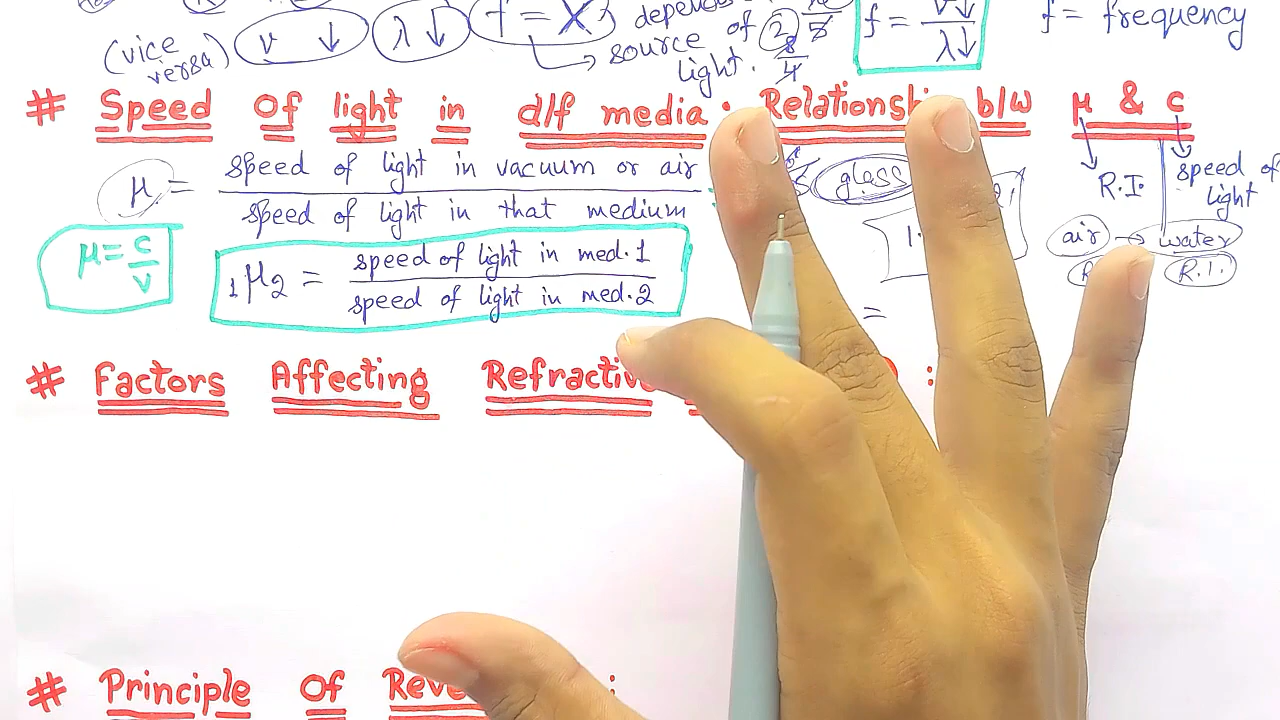 depends
source of
light.
(vice
versa)
v ↓ λ ↓ f = X
f = v↓/λ↓
f = frequency
# Speed Of light in d/f media : Relationshi b/w μ & c
μ = speed of light in vacuum or air / speed of light in that medium
glass
R.I.
speed of
light
air → water
R.I.
μ = c/v
₁μ₂ = speed of light in med. 1 / speed of light in med. 2
=
# Factors Affecting Refractive :
# Principle Of Reve :